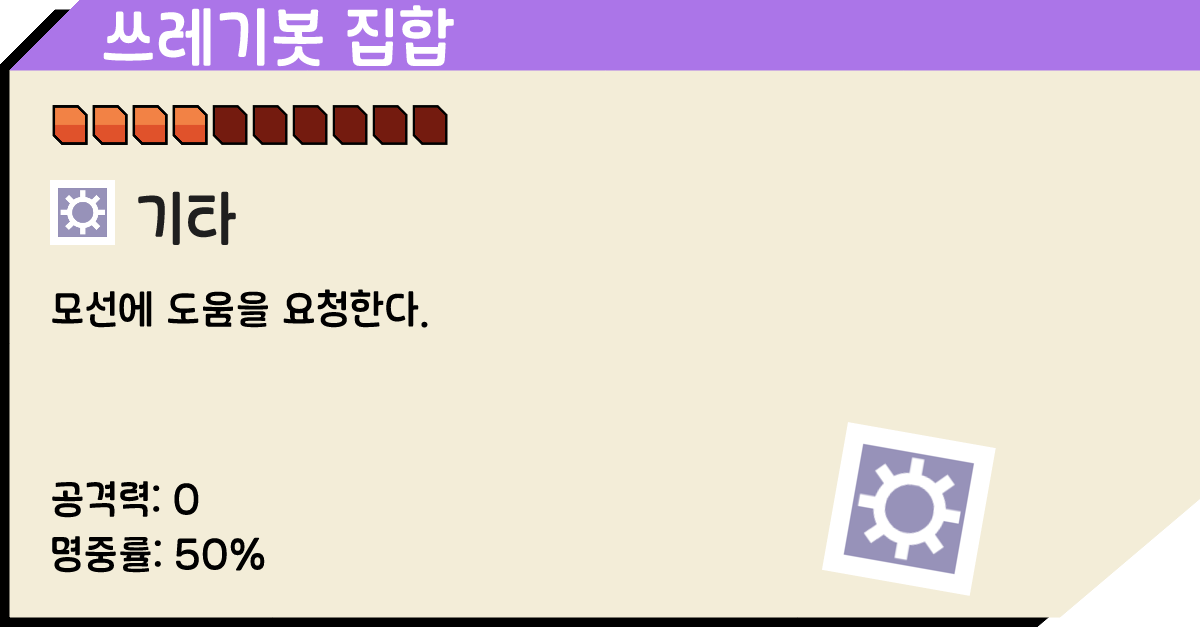 쓰레기봇 집합
기타
모선에 도움을 요청한다.
공격력: 0
명중률: 50%